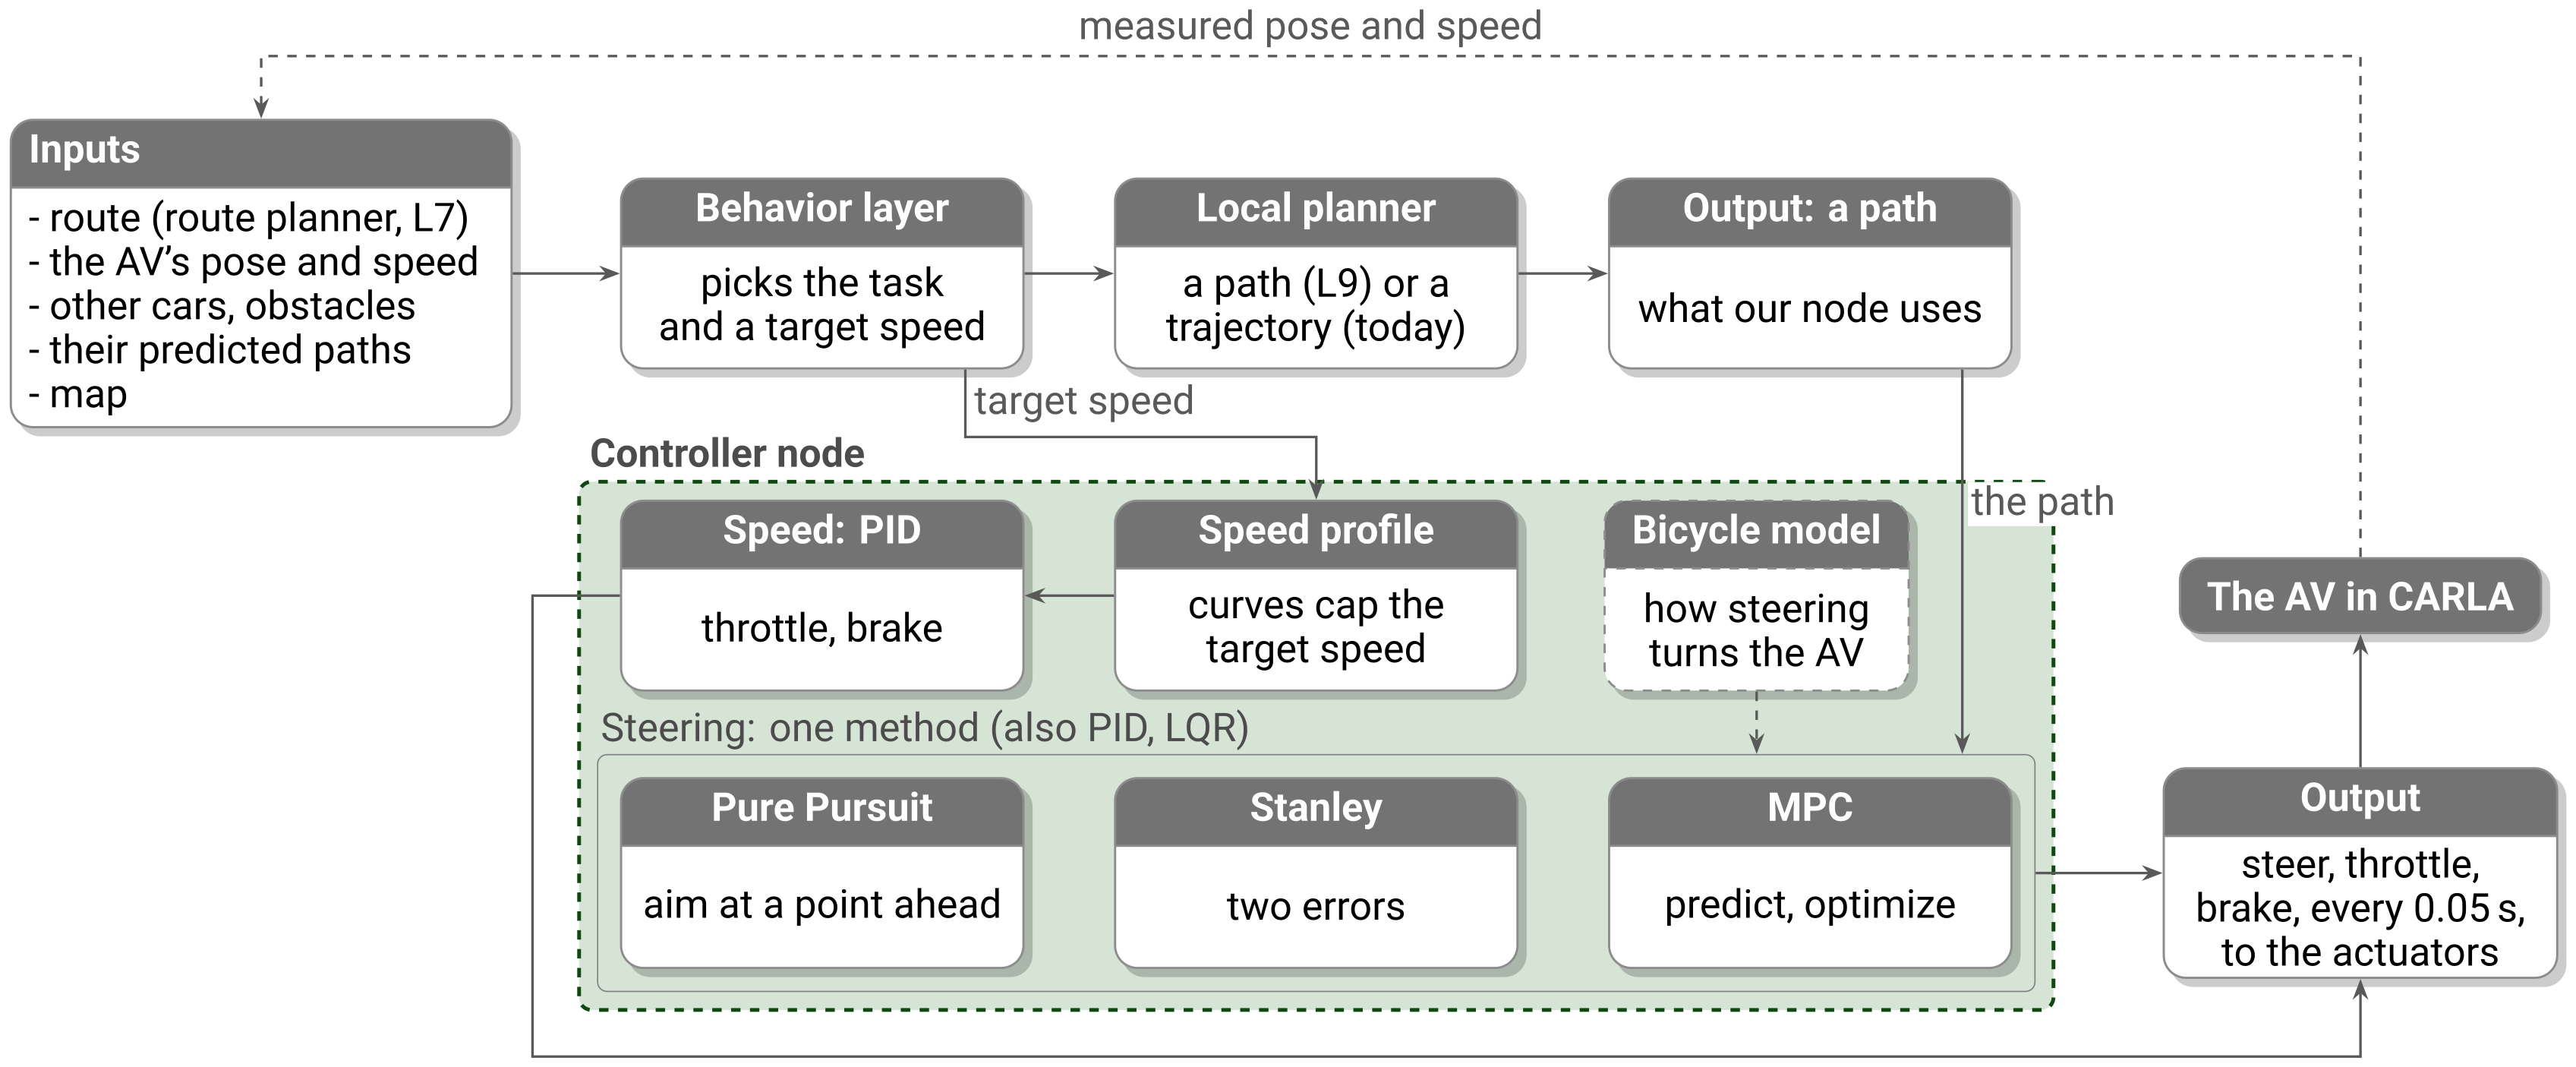 measured pose and speed
Inputs
- route (route planner, L7)
- the AV’s pose and speed
- other cars, obstacles
- their predicted paths
- map
Behavior layer
picks the task
and a target speed
Local planner
a path (L9) or a
trajectory (today)
Output: a path
what our node uses
target speed
Controller node
the path
Speed: PID
throttle, brake
Speed profile
curves cap the
target speed
Bicycle model
how steering
turns the AV
The AV in CARLA
Steering: one method (also PID, LQR)
Pure Pursuit
aim at a point ahead
Stanley
two errors
MPC
predict, optimize
Output
steer, throttle,
brake, every 0.05 s,
to the actuators